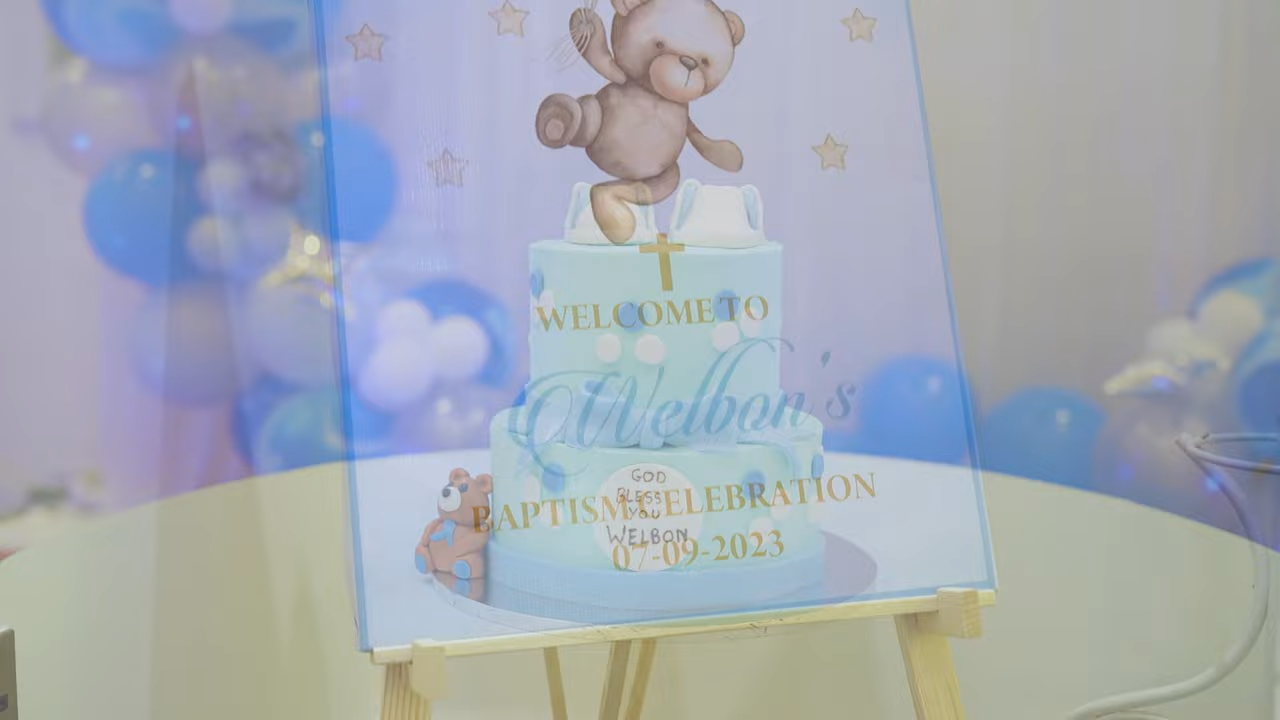 WELCOME TO
Welbon's
BAPTISM CELEBRATION
07-09-2023
GOD
BLESS
YOU
WELBON